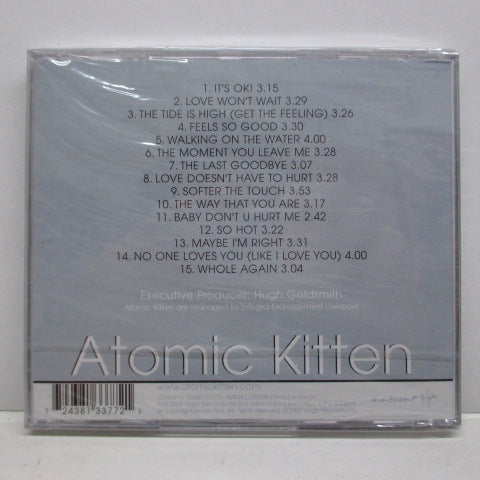 1. IT'S OK! 3.15
2. LOVE WON'T WAIT 3.29
3. THE TIDE IS HIGH (GET THE FEELING) 3.26
4. FEELS SO GOOD 3.30
5. WALKING ON THE WATER 4.00
6. THE MOMENT YOU LEAVE ME 3.28
7. THE LAST GOODBYE 3.07
8. LOVE DOESN'T HAVE TO HURT 3.28
9. SOFTER THE TOUCH 3.53
10. THE WAY THAT YOU ARE 3.17
11. BABY DON'T U HURT ME 2.42
12. SO HOT 3.22
13. MAYBE I'M RIGHT 3.31
14. NO ONE LOVES YOU (LIKE I LOVE YOU) 4.00
15. WHOLE AGAIN 3.04
Executive Producer: Hugh Goldsmith
Atomic Kitten are managed by Integral Management Liverpool
Atomic Kitten
www.atomickitten.com
7 24381 33772 1